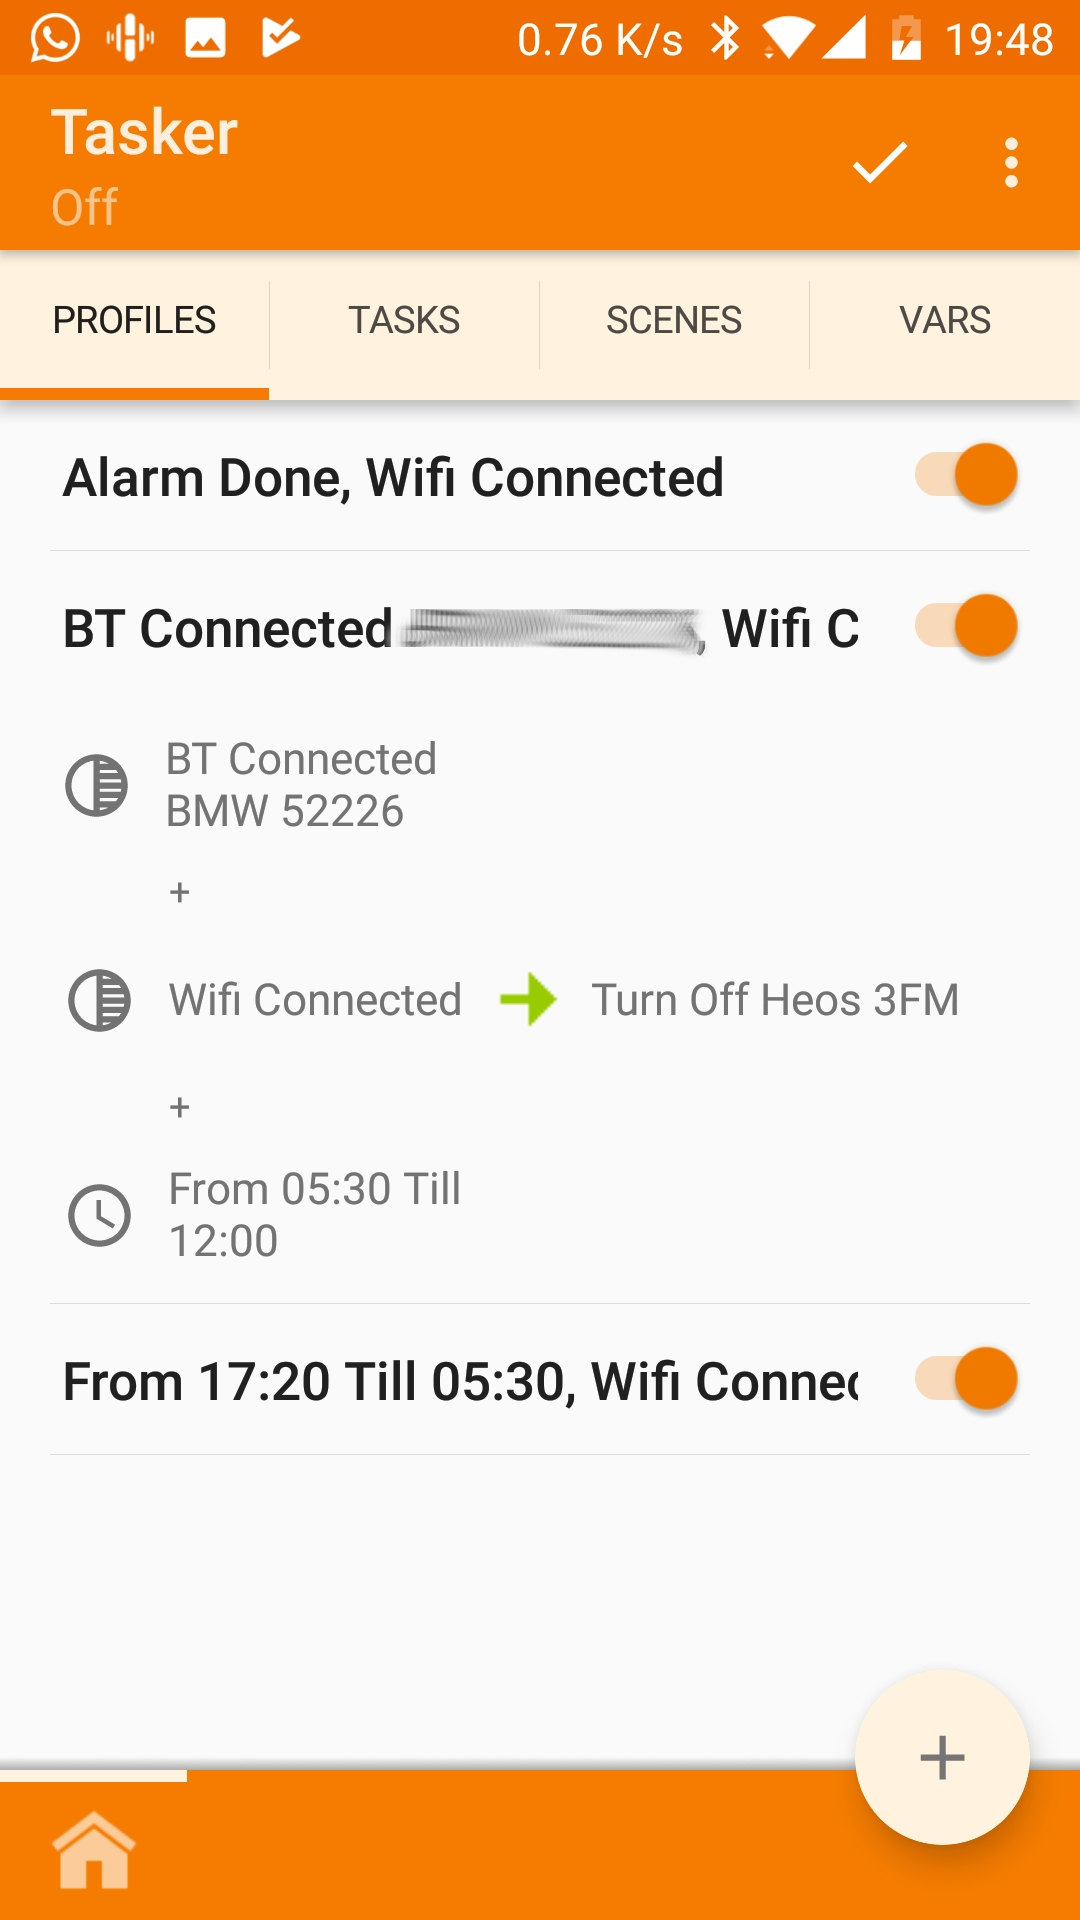 0.76 K/s 19:48
Tasker
Off
PROFILES TASKS SCENES VARS
Alarm Done, Wifi Connected
BT Connected Wifi C
BT Connected
BMW 52226
+
Wifi Connected Turn Off Heos 3FM
+
From 05:30 Till
12:00
From 17:20 Till 05:30, Wifi Connec
+